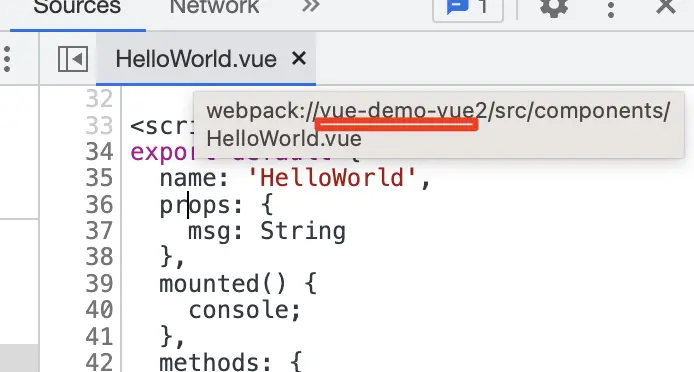 Sources Network » 1
HelloWorld.vue ×
webpack://vue-demo-vue2/src/components/
HelloWorld.vue
32
33 <scr
34 export default {
35 name: 'HelloWorld',
36 props: {
37 msg: String
38 },
39 mounted() {
40 console;
41 },
42 methods: {